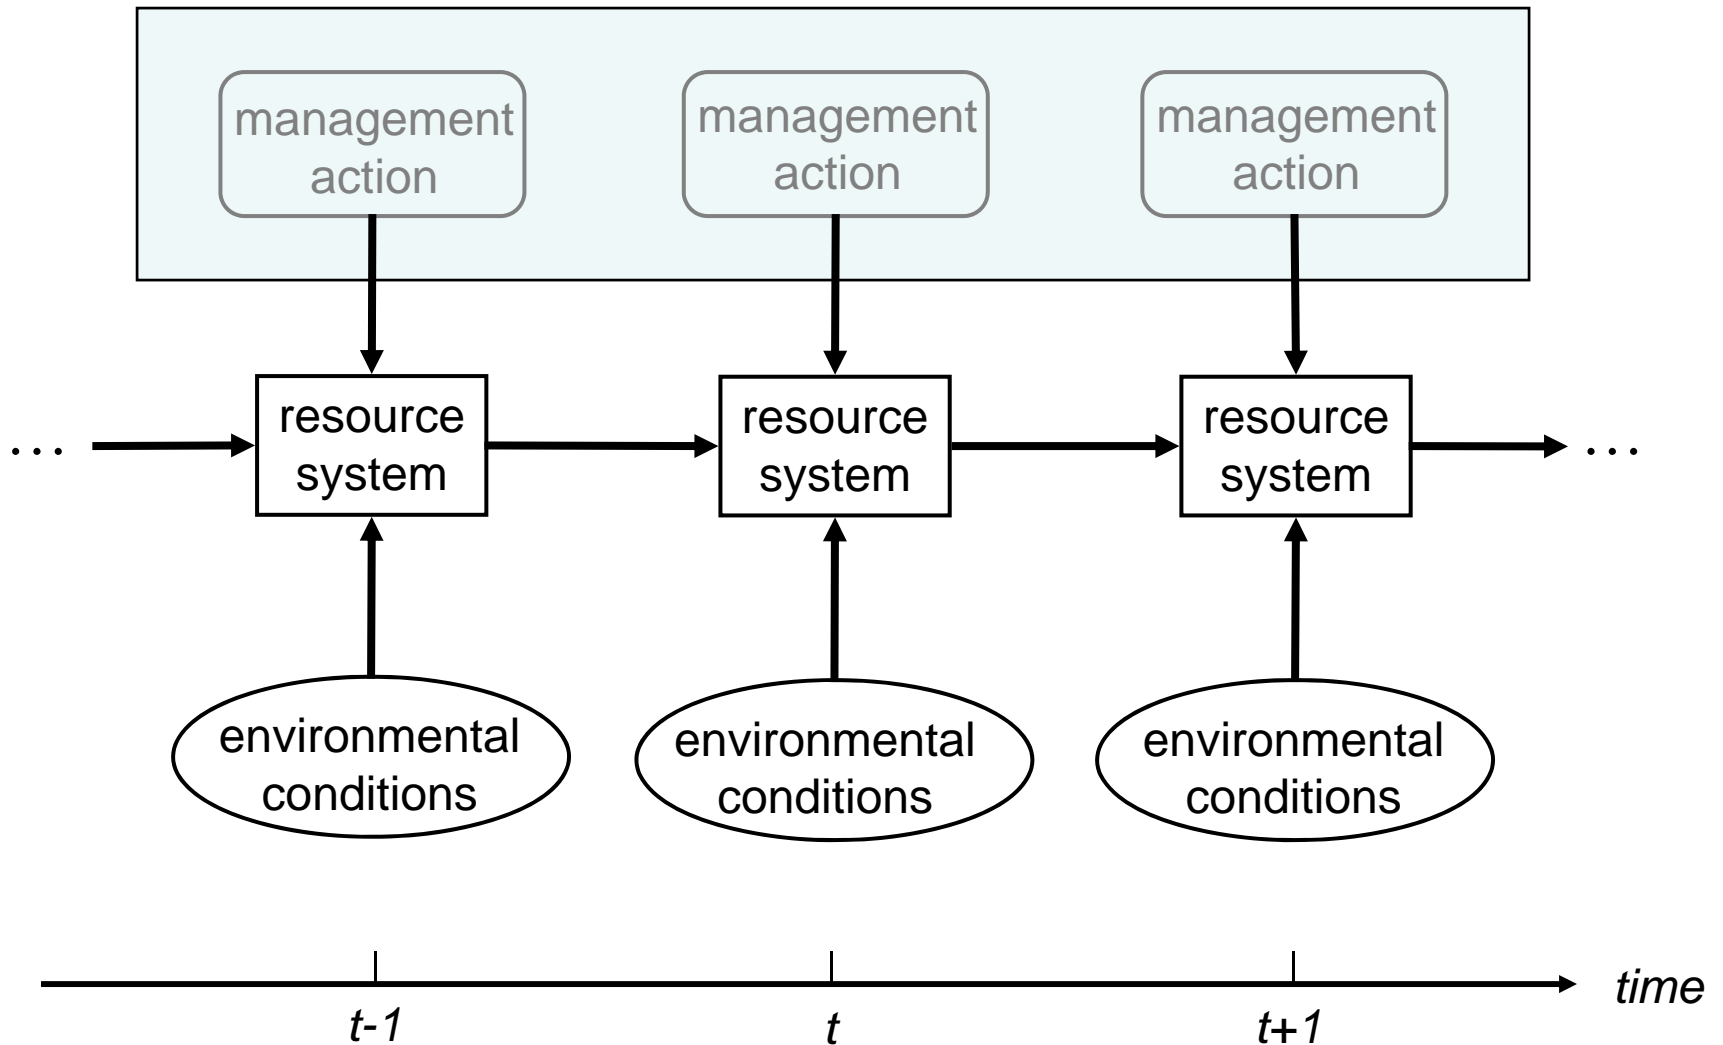 management
action
management
action
management
action
...
resource
system
resource
system
resource
system
...
environmental
conditions
environmental
conditions
environmental
conditions
time
t-1
t
t+1